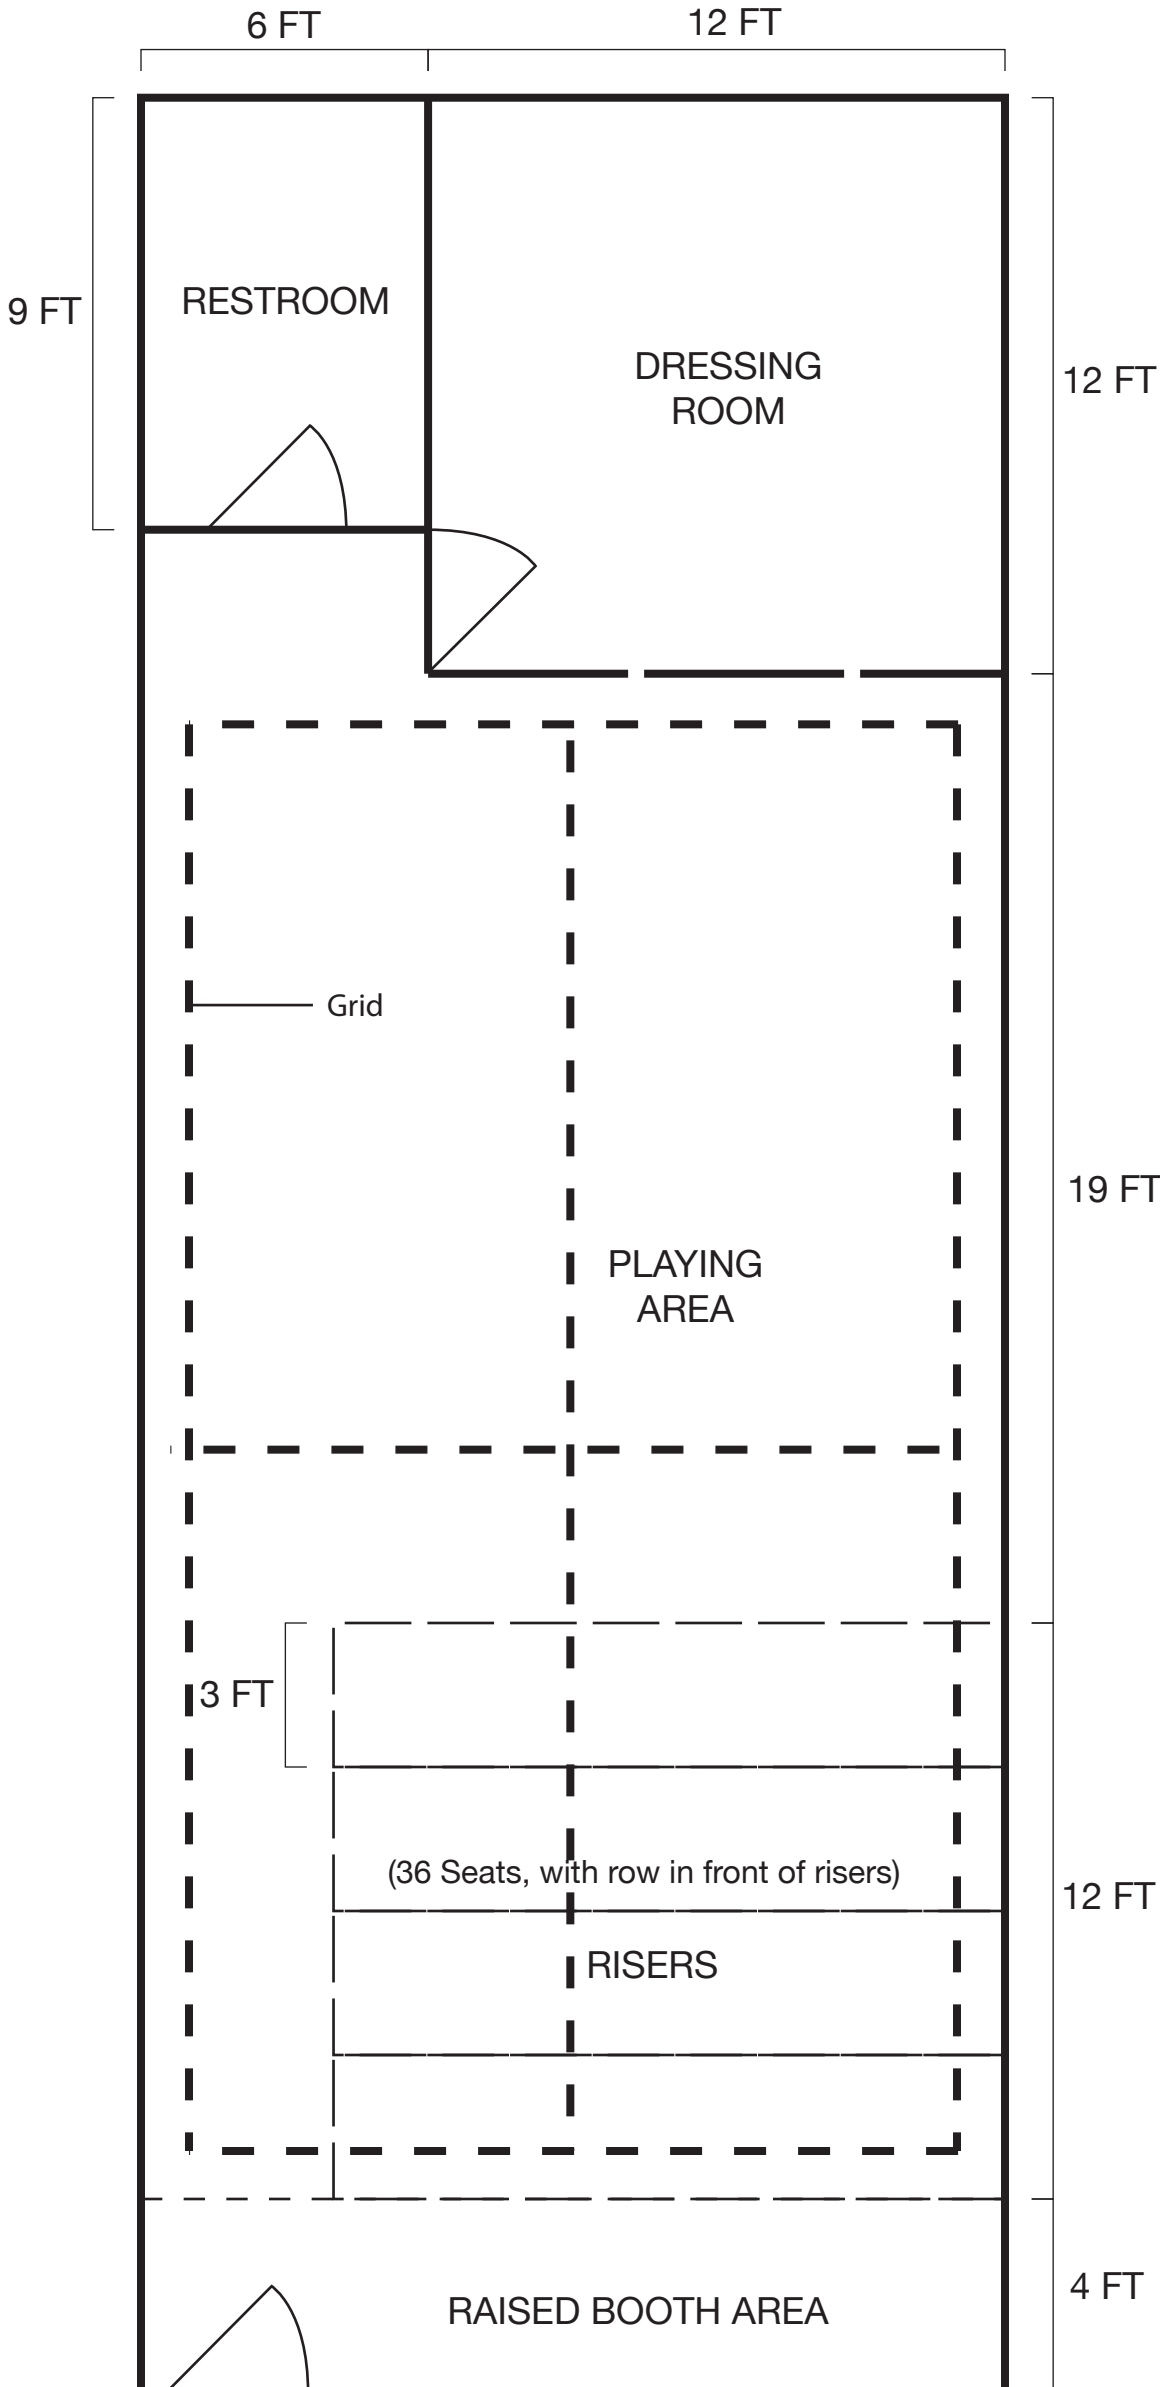 6 FT
12 FT
9 FT
RESTROOM
DRESSING
ROOM
12 FT
Grid
19 FT
PLAYING
AREA
3 FT
(36 Seats, with row in front of risers)
12 FT
RISERS
4 FT
RAISED BOOTH AREA